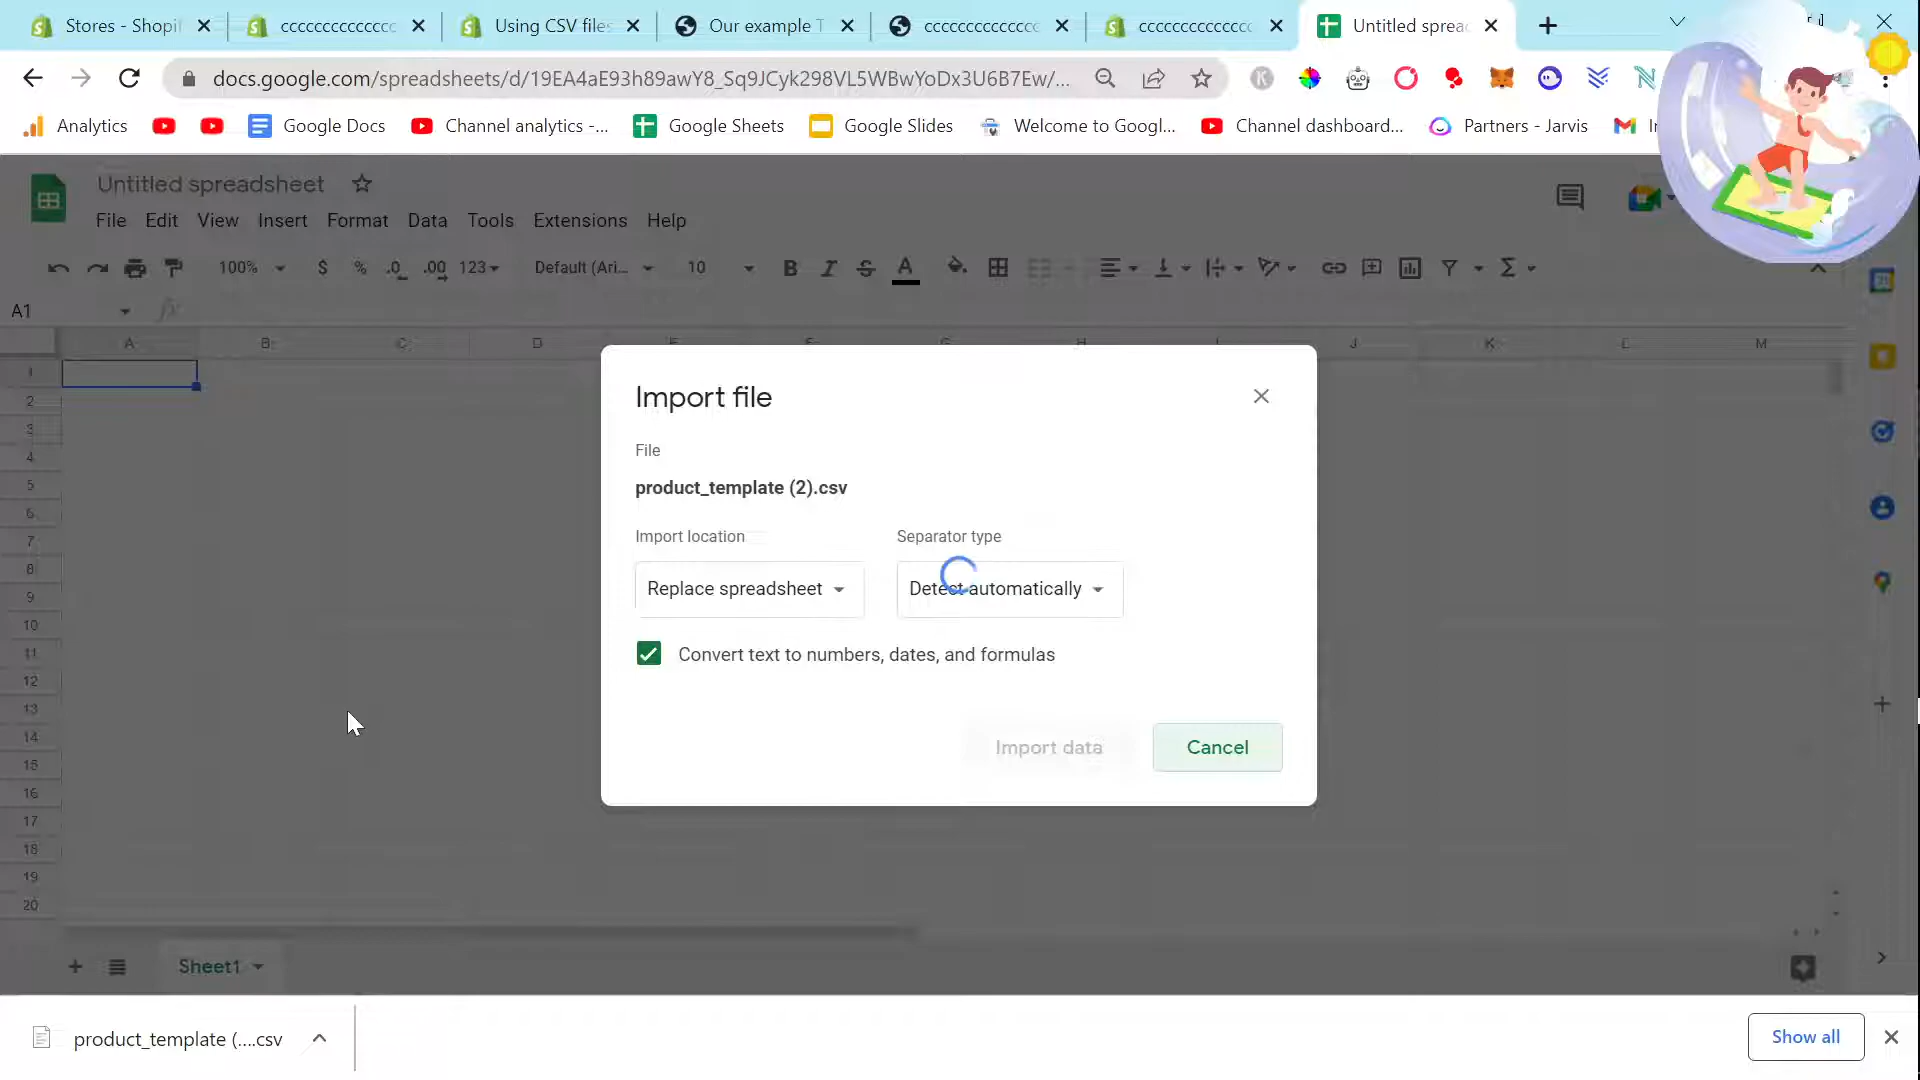 Stores - Shopif
cccccccccccccc
Using CSV files
Our example T
cccccccccccccc
cccccccccccccc
Untitled spread
docs.google.com/spreadsheets/d/19EA4aE93h89awY8_Sq9JCyk298VL5WBwYoDx3U6B7Ew/...
Analytics
Google Docs
Channel analytics -...
Google Sheets
Google Slides
Welcome to Googl...
Channel dashboard...
Partners - Jarvis
Untitled spreadsheet
File Edit View Insert Format Data Tools Extensions Help
100% $ % .0 .00 123 Default (Ari... 10 B I S A Σ
A1 fx
A B C D E F G H I J K L M
1
2
3
4
5
6
7
8
9
10
11
12
13
14
15
16
17
18
19
20
Import file
File
product_template (2).csv
Import location Separator type
Replace spreadsheet Detect automatically
Convert text to numbers, dates, and formulas
Import data Cancel
Sheet1
product_template (....csv
Show all